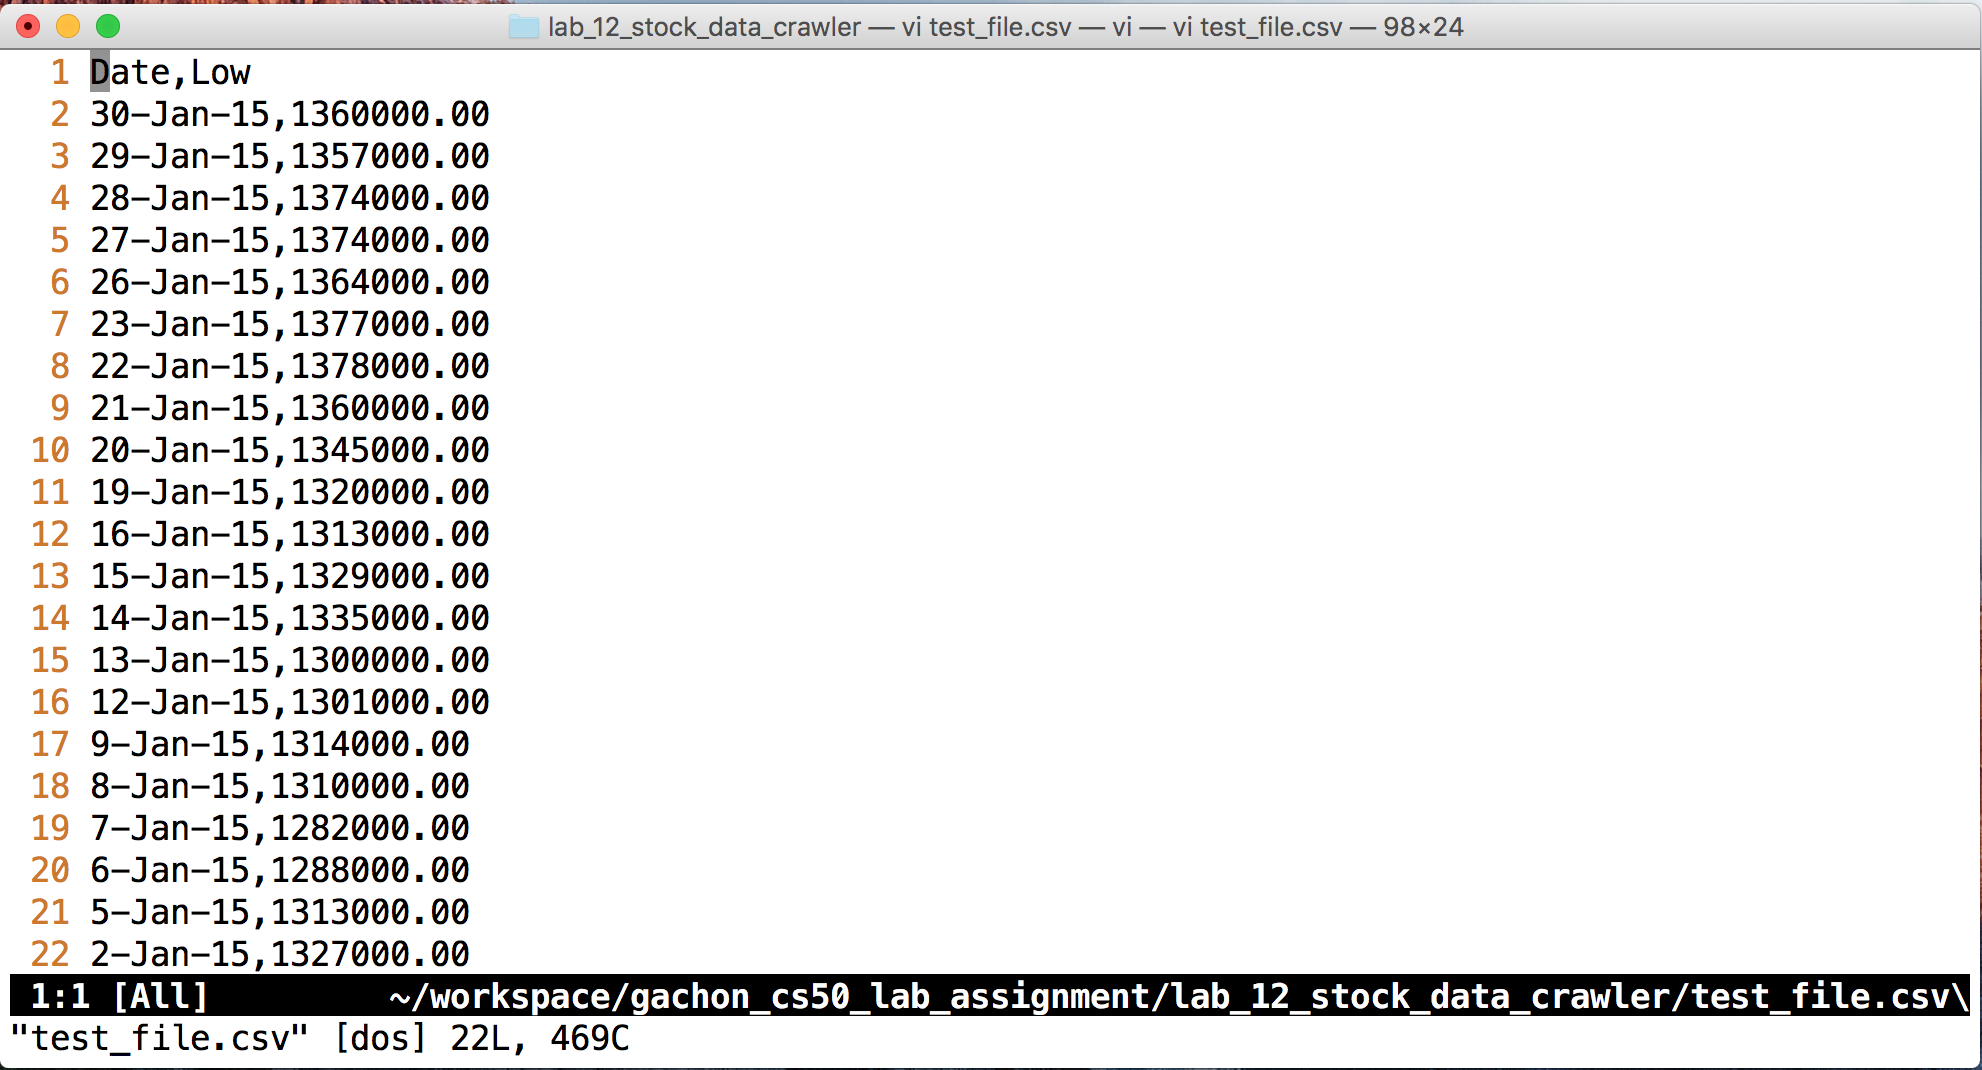 lab_12_stock_data_crawler — vi test_file.csv — vi — vi test_file.csv — 98×24
1 Date,Low
2 30-Jan-15,1360000.00
3 29-Jan-15,1357000.00
4 28-Jan-15,1374000.00
5 27-Jan-15,1374000.00
6 26-Jan-15,1364000.00
7 23-Jan-15,1377000.00
8 22-Jan-15,1378000.00
9 21-Jan-15,1360000.00
10 20-Jan-15,1345000.00
11 19-Jan-15,1320000.00
12 16-Jan-15,1313000.00
13 15-Jan-15,1329000.00
14 14-Jan-15,1335000.00
15 13-Jan-15,1300000.00
16 12-Jan-15,1301000.00
17 9-Jan-15,1314000.00
18 8-Jan-15,1310000.00
19 7-Jan-15,1282000.00
20 6-Jan-15,1288000.00
21 5-Jan-15,1313000.00
22 2-Jan-15,1327000.00
1:1 [All] ~/workspace/gachon_cs50_lab_assignment/lab_12_stock_data_crawler/test_file.csv\
"test_file.csv" [dos] 22L, 469C